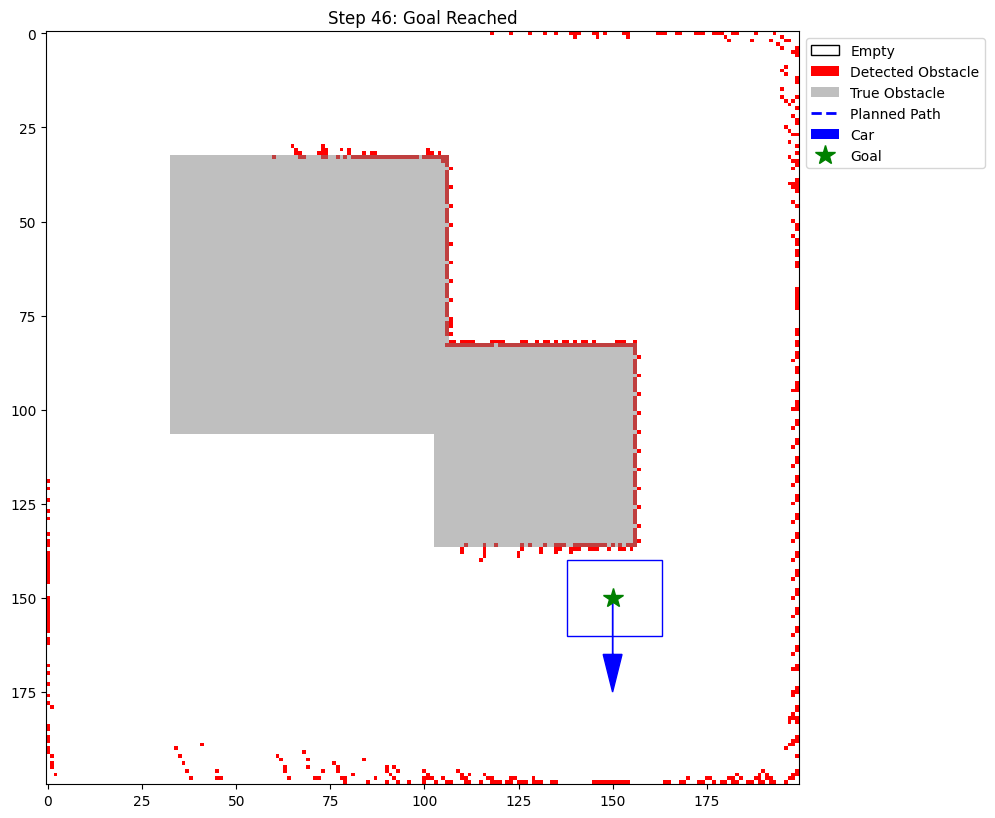 Step 46: Goal Reached
0
25
50
75
100
125
150
175
0
25
50
75
100
125
150
175
Empty
Detected Obstacle
True Obstacle
Planned Path
Car
Goal